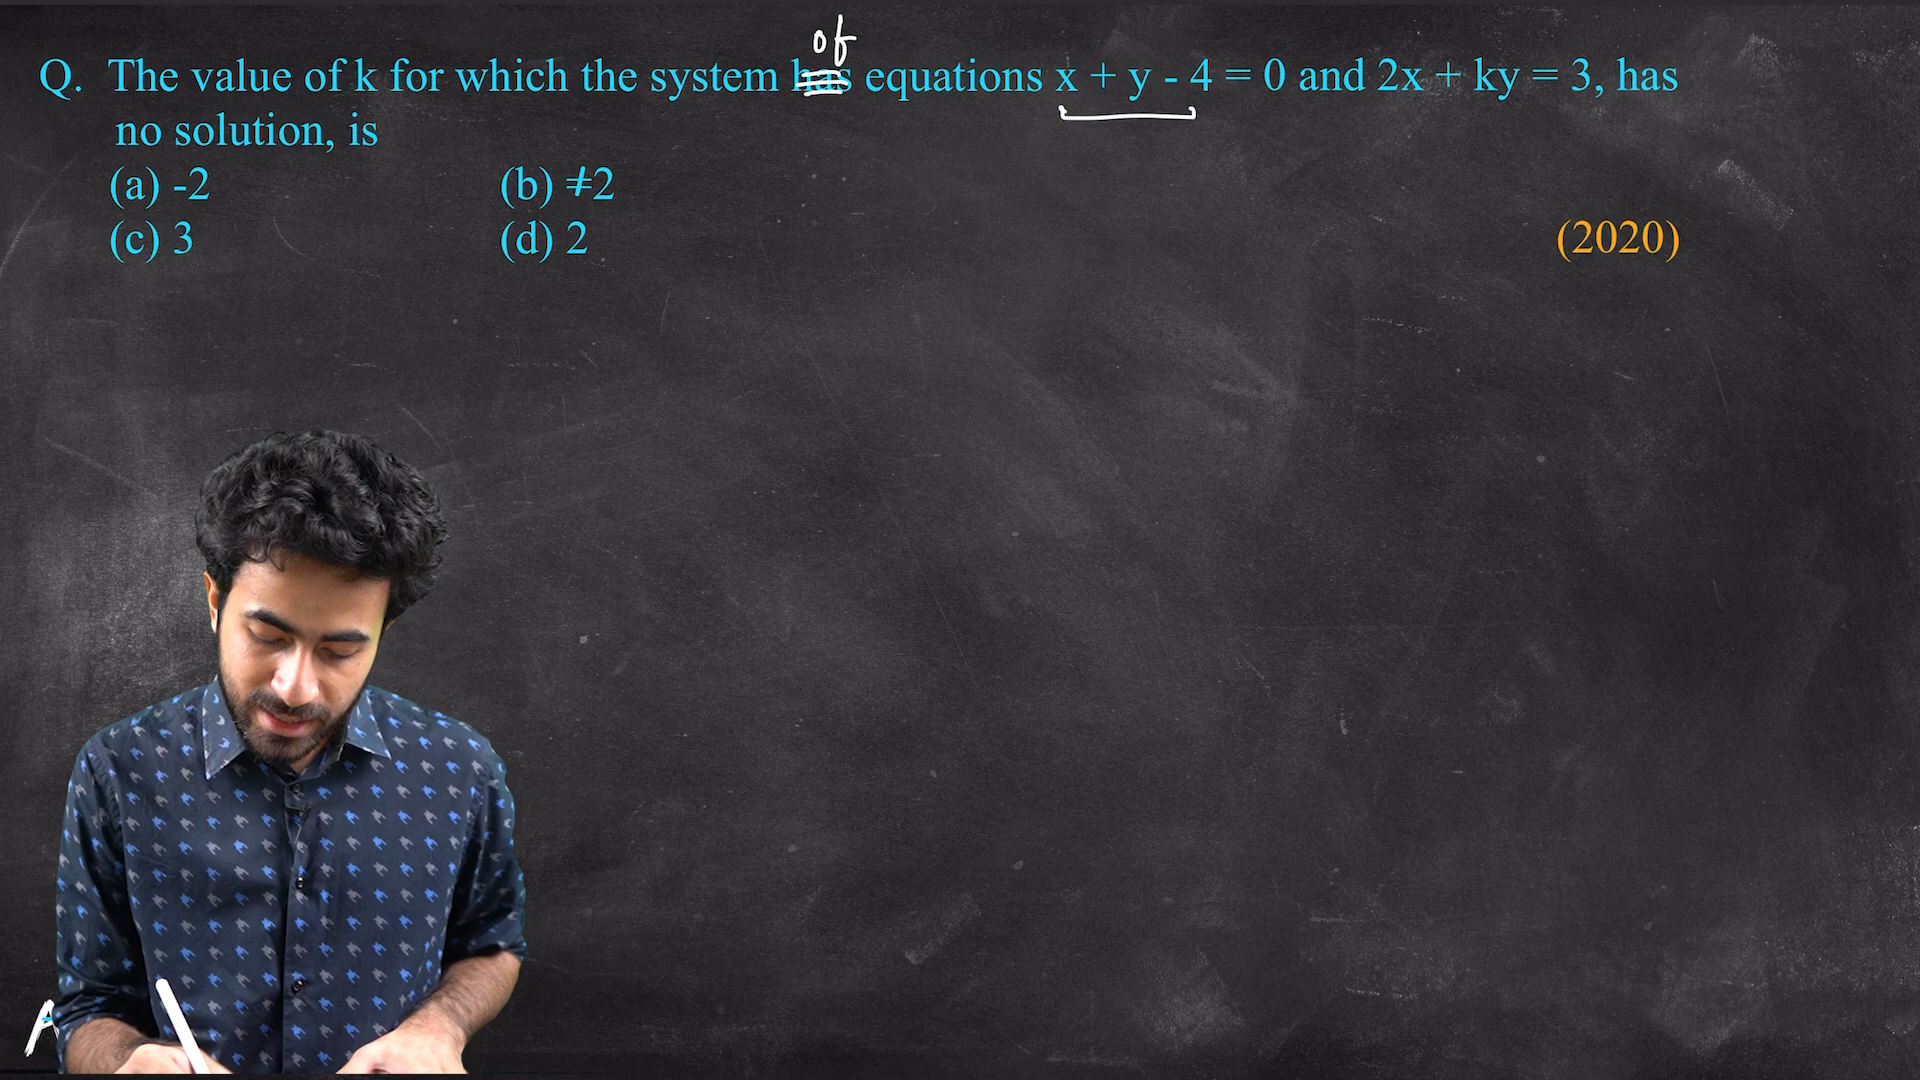 of
Q. The value of k for which the system has equations x + y - 4 = 0 and 2x + ky = 3, has
no solution, is
(a) -2 (b) ≠2
(c) 3 (d) 2 (2020)
A